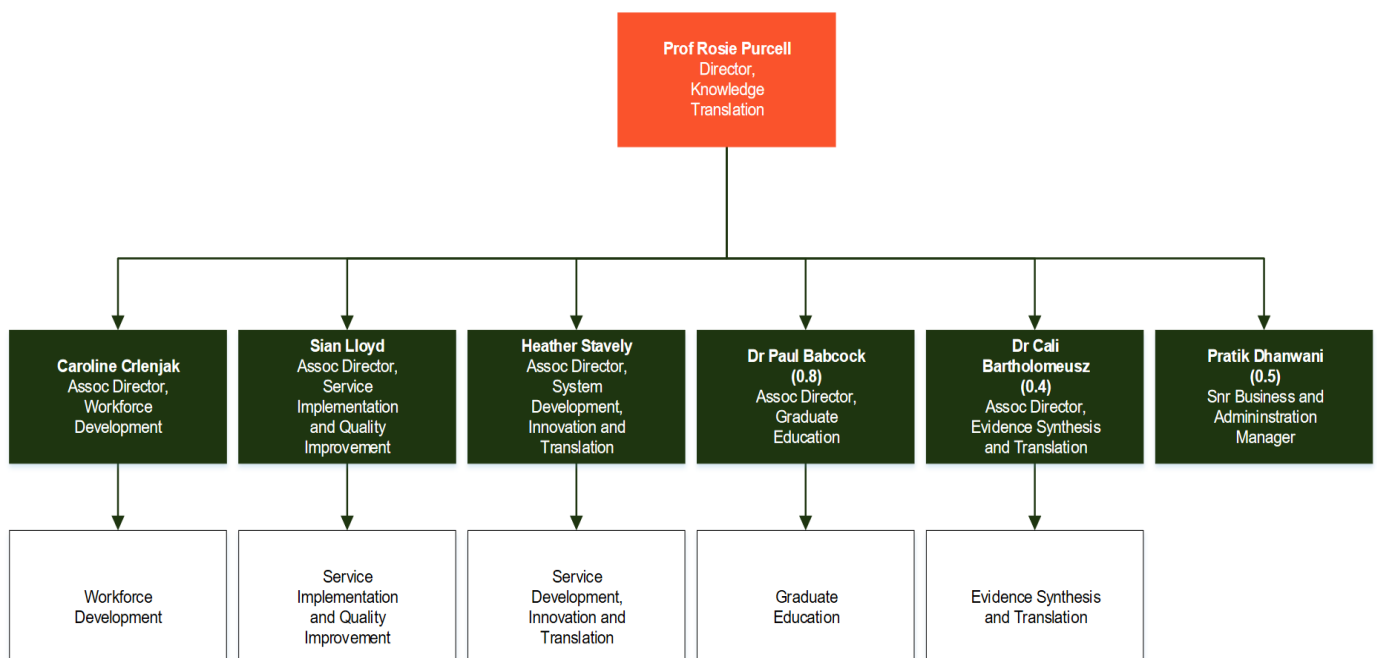 Prof Rosie Purcell
Director,
Knowledge
Translation
Caroline Crlenjak
Assoc Director,
Workforce
Development
Sian Lloyd
Assoc Director,
Service
Implementation
and Quality
Improvement
Heather Stavely
Assoc Director,
System
Development,
Innovation and
Translation
Dr Paul Babcock
(0.8)
Assoc Director,
Graduate
Education
Dr Cali
Bartholomeusz
(0.4)
Assoc Director,
Evidence Synthesis
and Translation
Pratik Dhanwani
(0.5)
Snr Business and
Admininstration
Manager
Workforce
Development
Service
Implementation
and Quality
Improvement
Service
Development,
Innovation and
Translation
Graduate
Education
Evidence Synthesis
and Translation